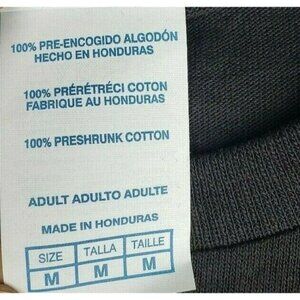 100% PRE-ENCOGIDO ALGODÓN
HECHO EN HONDURAS
100% PRÉRÉTRÉCI COTON
FABRIQUE AU HONDURAS
100% PRESHRUNK COTTON
ADULT ADULTO ADULTE
MADE IN HONDURAS
SIZE TALLA TAILLE
M M M